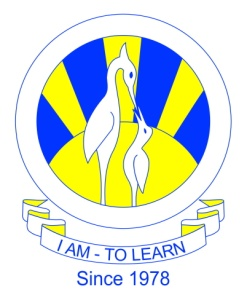 I AM - TO LEARN
Since 1978